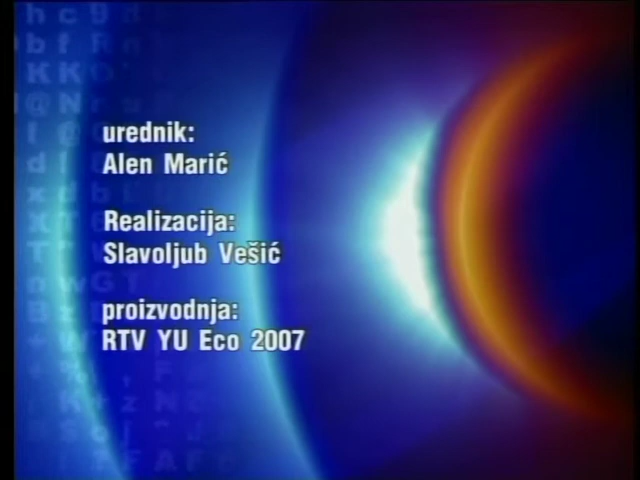 urednik:
Alen Marić
Realizacija:
Slavoljub Vešić
proizvodnja:
RTV YU Eco 2007